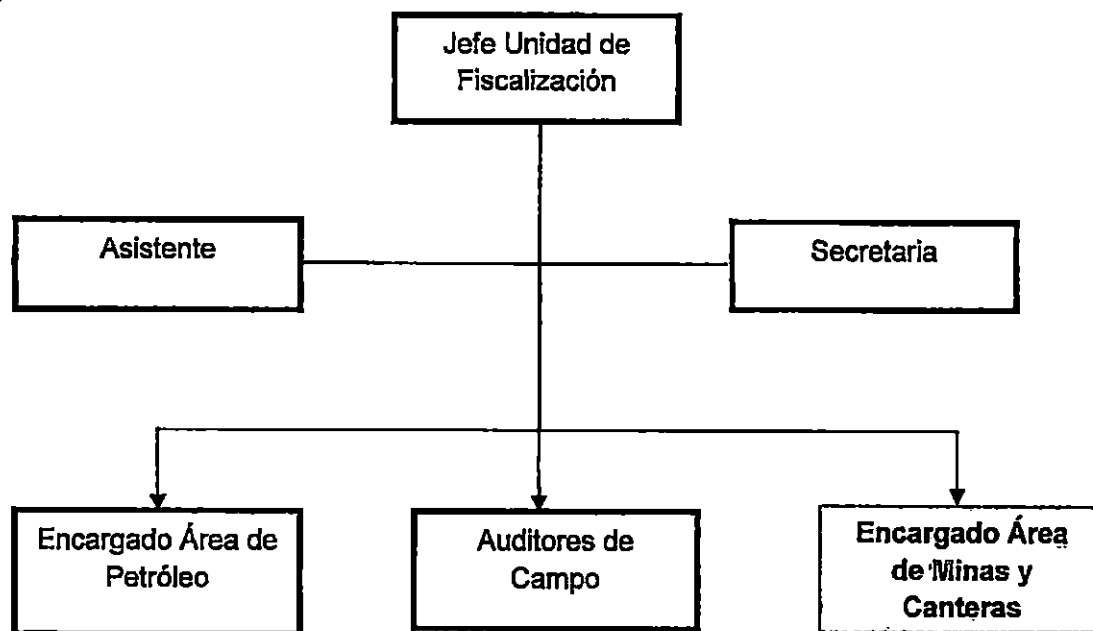 Jefe Unidad de
Fiscalización
Asistente
Secretaria
Encargado Área de
Petróleo
Auditores de
Campo
Encargado Área
de Minas y
Canteras